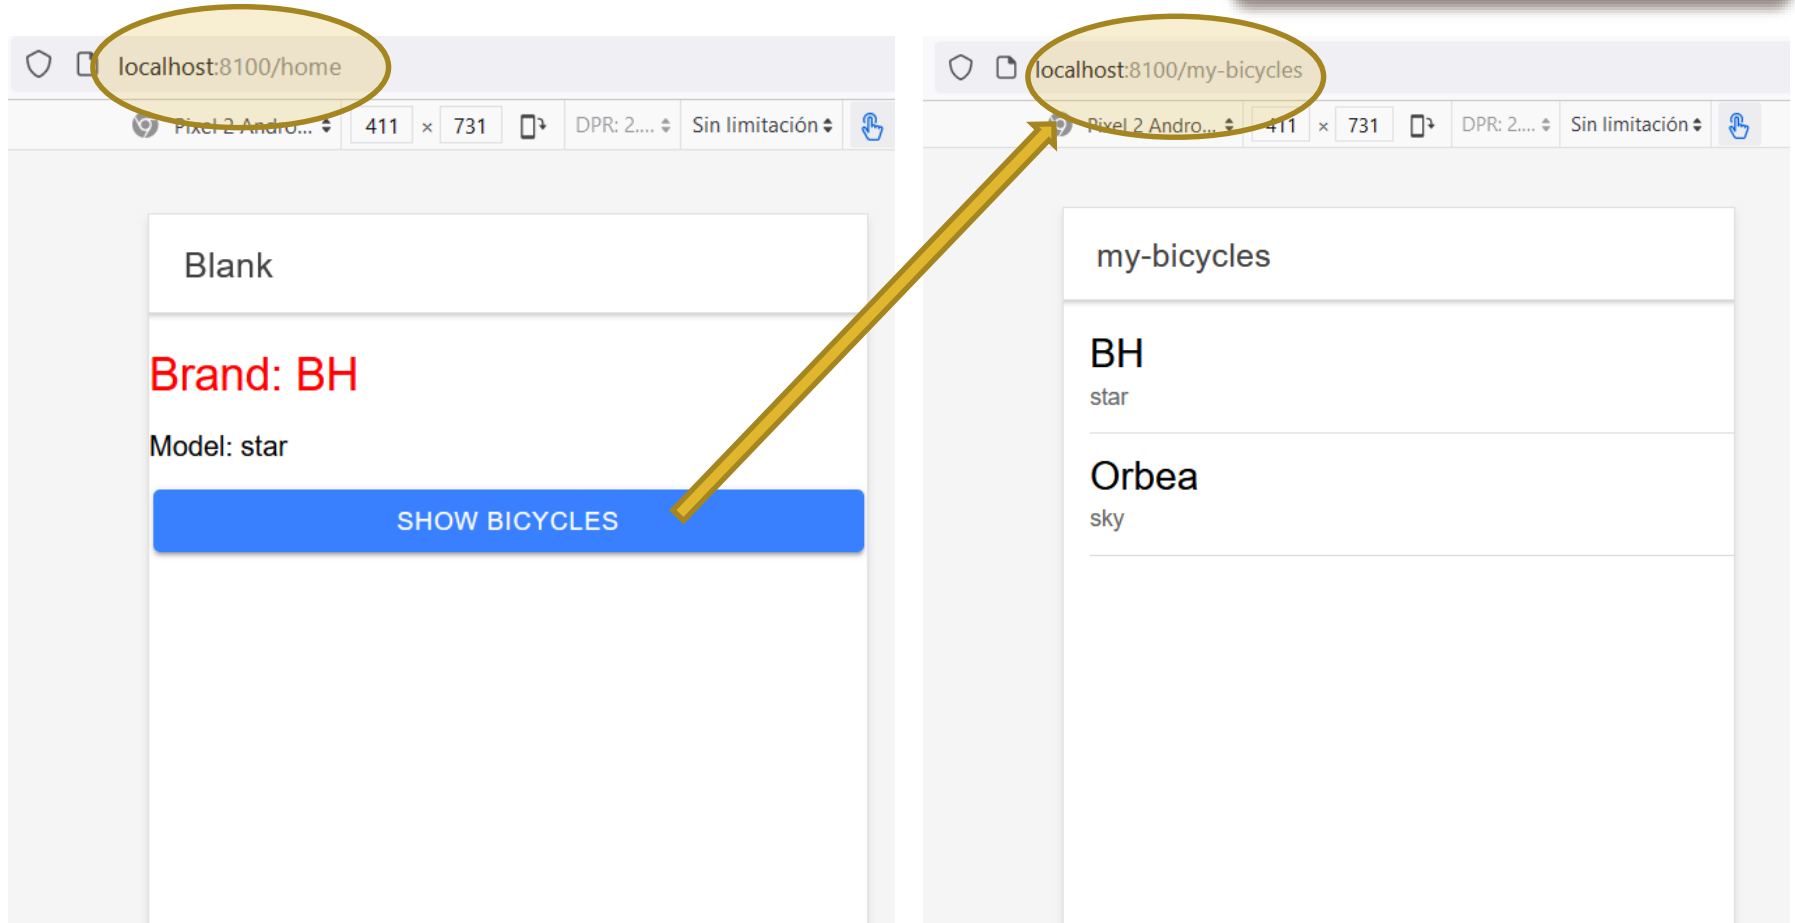 localhost:8100/home
Pixel 2 Andro... 411 × 731 DPR: 2.... Sin limitación
Blank
Brand: BH
Model: star
SHOW BICYCLES
localhost:8100/my-bicycles
Pixel 2 Andro... 411 × 731 DPR: 2.... Sin limitación
my-bicycles
BH
star
Orbea
sky